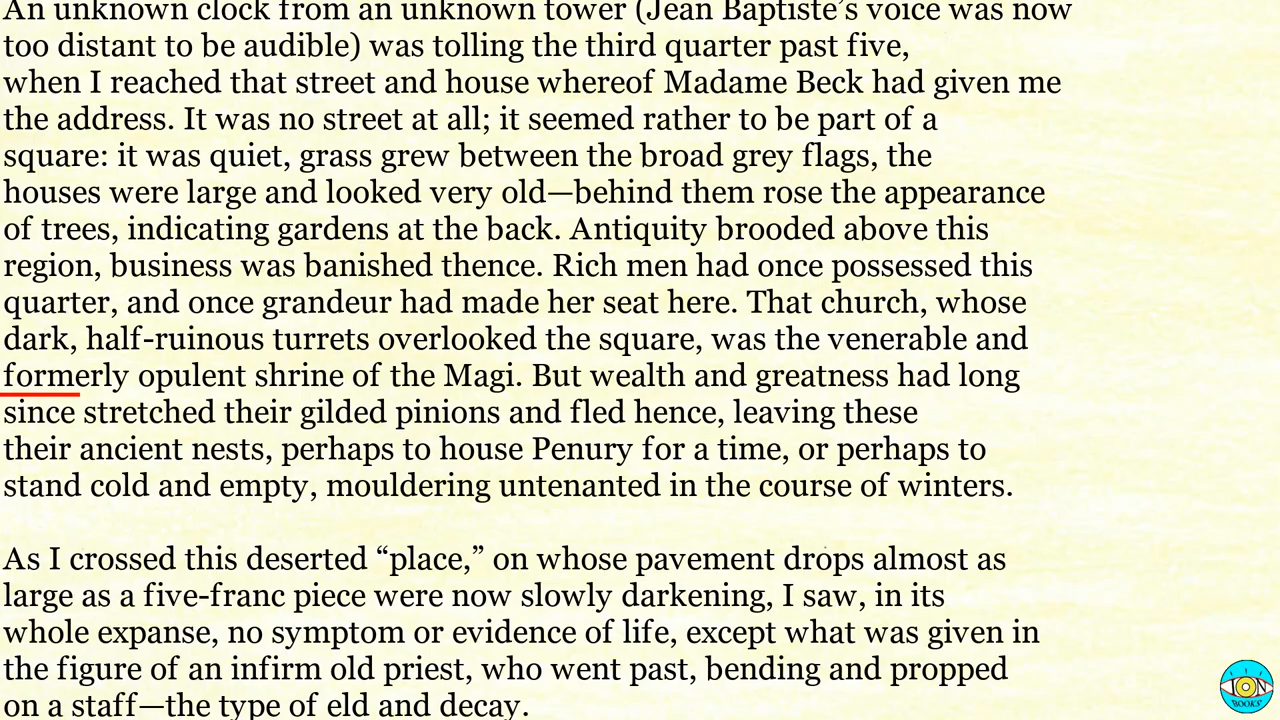 An unknown clock from an unknown tower (Jean Baptiste’s voice was now
too distant to be audible) was tolling the third quarter past five,
when I reached that street and house whereof Madame Beck had given me
the address. It was no street at all; it seemed rather to be part of a
square: it was quiet, grass grew between the broad grey flags, the
houses were large and looked very old—behind them rose the appearance
of trees, indicating gardens at the back. Antiquity brooded above this
region, business was banished thence. Rich men had once possessed this
quarter, and once grandeur had made her seat here. That church, whose
dark, half-ruinous turrets overlooked the square, was the venerable and
formerly opulent shrine of the Magi. But wealth and greatness had long
since stretched their gilded pinions and fled hence, leaving these
their ancient nests, perhaps to house Penury for a time, or perhaps to
stand cold and empty, mouldering untenanted in the course of winters.
As I crossed this deserted “place,” on whose pavement drops almost as
large as a five-franc piece were now slowly darkening, I saw, in its
whole expanse, no symptom or evidence of life, except what was given in
the figure of an infirm old priest, who went past, bending and propped
on a staff—the type of eld and decay.
ION
BOOKS